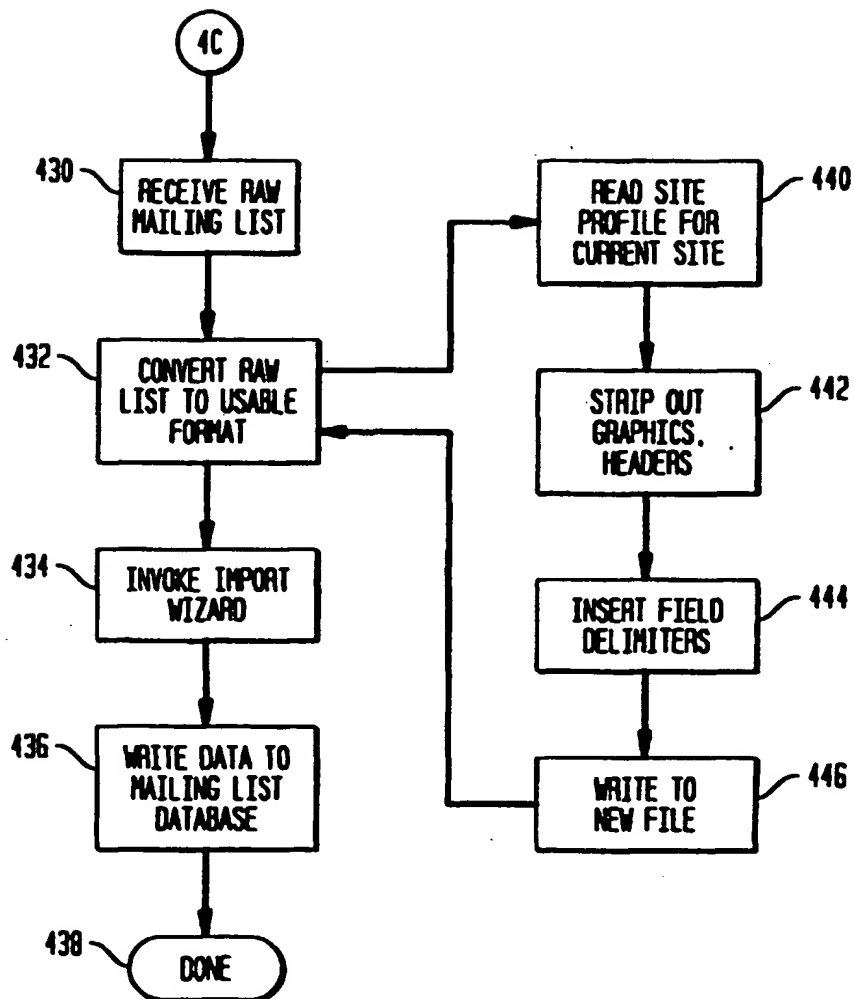 4C
430
RECEIVE RAW
MAILING LIST
432
CONVERT RAW
LIST TO USABLE
FORMAT
434
INVOKE IMPORT
WIZARD
436
WRITE DATA TO
MAILING LIST
DATABASE
438
DONE
440
READ SITE
PROFILE FOR
CURRENT SITE
442
STRIP OUT
GRAPHICS.
HEADERS
444
INSERT FIELD
DELIMITERS
446
WRITE TO
NEW FILE